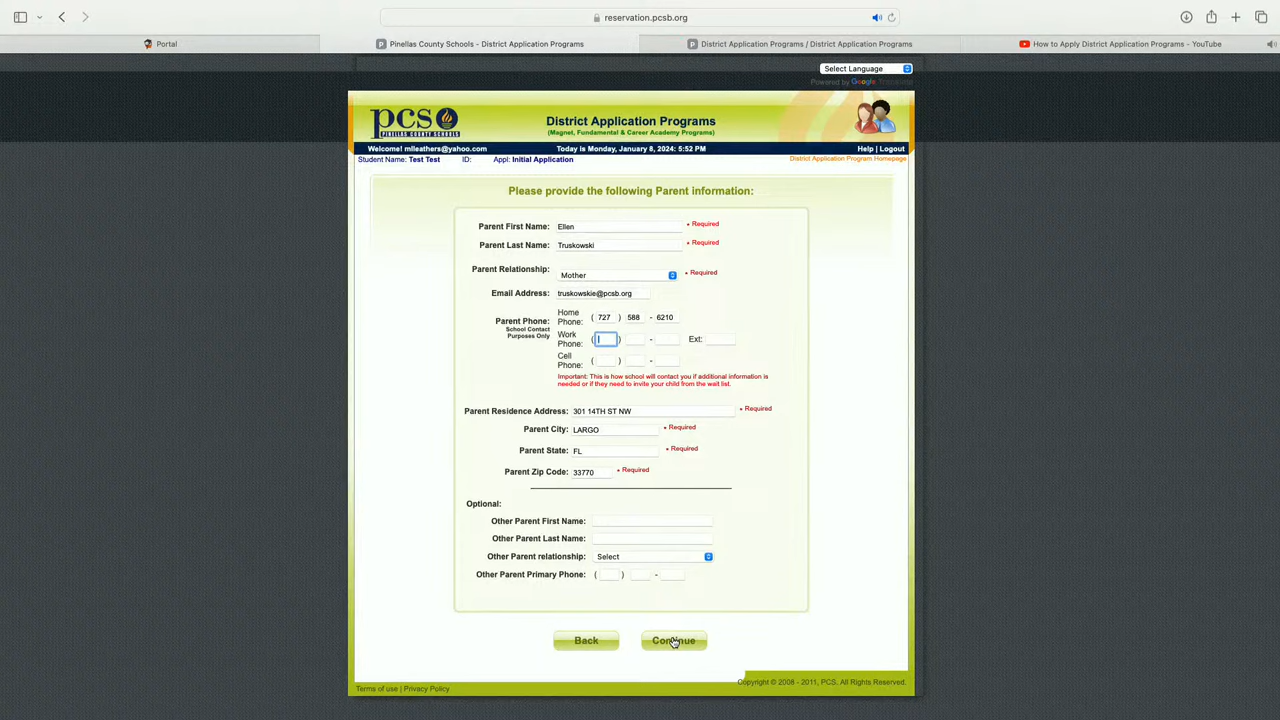 reservation.pcsb.org
Portal
Pinellas County Schools - District Application Programs
District Application Programs / District Application Programs
How to Apply District Application Programs - YouTube
Select Language
Powered by Google Translate
pcs
PINELLAS COUNTY SCHOOLS
District Application Programs
(Magnet, Fundamental & Career Academy Programs)
Welcome! mlleathers@yahoo.com Today is Monday, January 8, 2024: 5:52 PM Help | Logout
Student Name: Test Test ID: Appl: Initial Application District Application Program Homepage
Please provide the following Parent information:
Parent First Name: Ellen • Required
Parent Last Name: Truskowski • Required
Parent Relationship: Mother • Required
Email Address: truskowskie@pcsb.org
Parent Phone:
School Contact
Purposes Only
Home Phone: ( 727 ) 588 - 6210
Work Phone: ( ) - Ext:
Cell Phone: ( ) -
Important: This is how school will contact you if additional information is
needed or if they need to invite your child from the wait list.
Parent Residence Address: 301 14TH ST NW • Required
Parent City: LARGO • Required
Parent State: FL • Required
Parent Zip Code: 33770 • Required
Optional:
Other Parent First Name:
Other Parent Last Name:
Other Parent relationship: Select
Other Parent Primary Phone: ( ) -
Back Continue
Copyright © 2008 - 2011, PCS. All Rights Reserved.
Terms of use | Privacy Policy